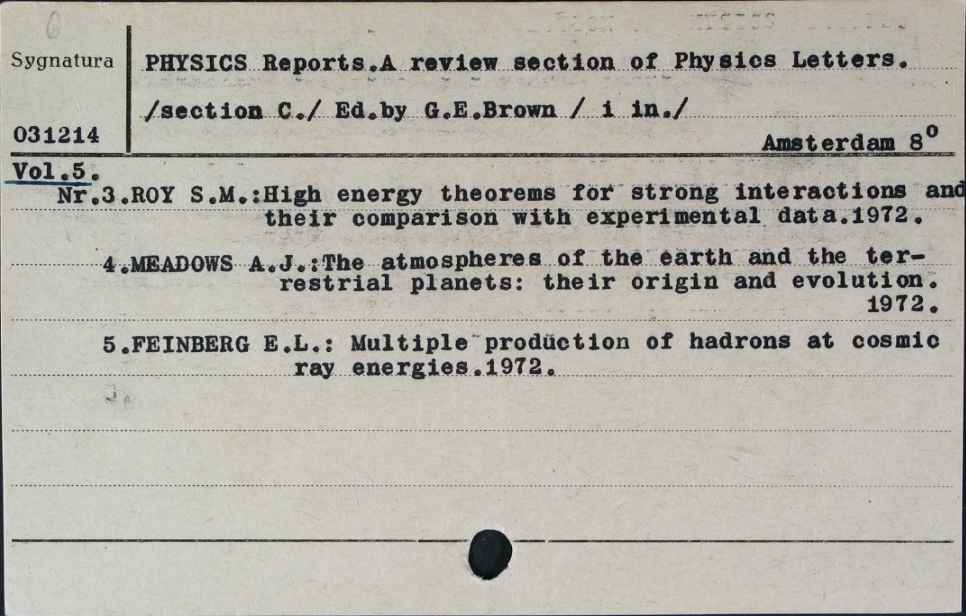 6
Sygnatura
031214
PHYSICS Reports.A review section of Physics Letters.
/section C./ Ed.by G.E.Brown / i in./
Amsterdam 8⁰
Vol.5.
Nr.3.ROY S.M.:High energy theorems for strong interactions and
their comparison with experimental data.1972.
4.MEADOWS A.J.:The atmospheres of the earth and the ter-
restrial planets: their origin and evolution.
1972.
5.FEINBERG E.L.: Multiple production of hadrons at cosmic
ray energies.1972.